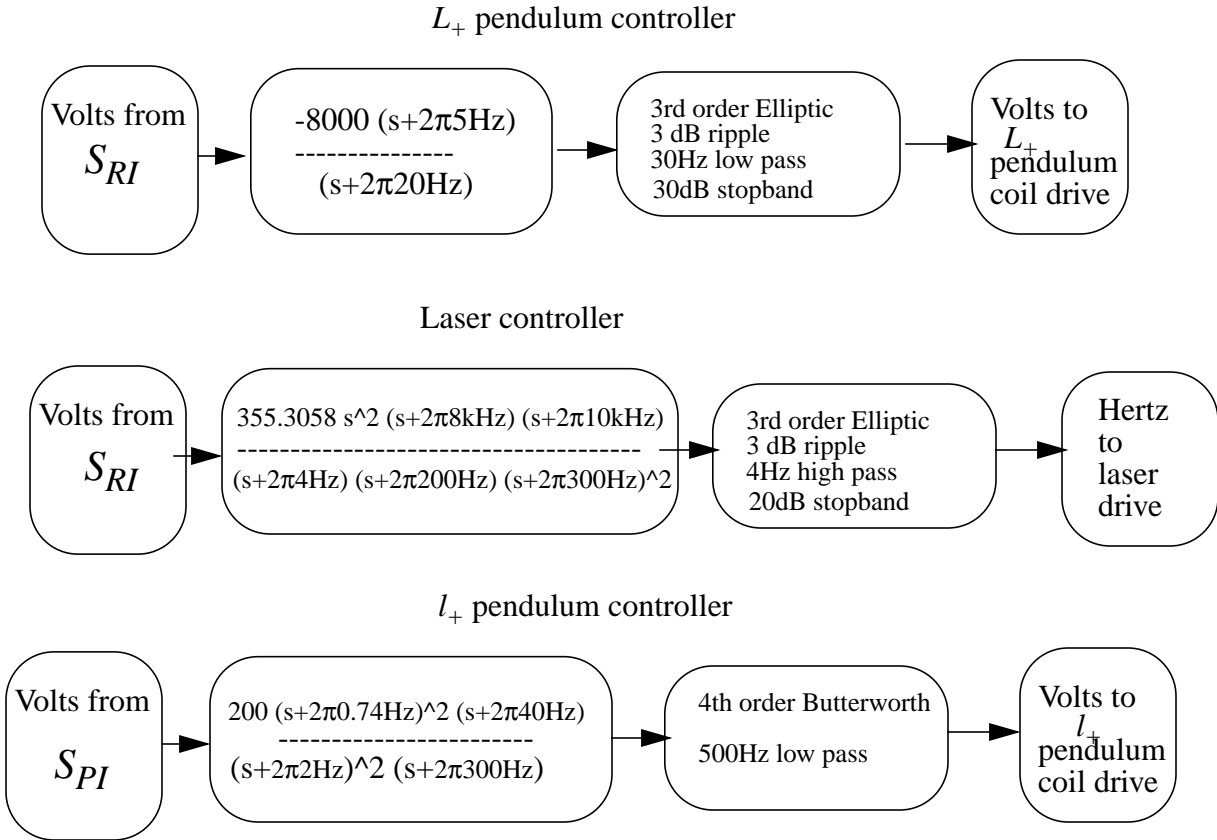 L₊ pendulum controller
Volts from
S_RI
-8000 (s+2π5Hz)
---------------
(s+2π20Hz)
3rd order Elliptic
3 dB ripple
30Hz low pass
30dB stopband
Volts to
L₊
pendulum
coil drive
Laser controller
Volts from
S_RI
355.3058 s^2 (s+2π8kHz) (s+2π10kHz)
----------------------------------------
(s+2π4Hz) (s+2π200Hz) (s+2π300Hz)^2
3rd order Elliptic
3 dB ripple
4Hz high pass
20dB stopband
Hertz
to
laser
drive
l₊ pendulum controller
Volts from
S_PI
200 (s+2π0.74Hz)^2 (s+2π40Hz)
-------------------------
(s+2π2Hz)^2 (s+2π300Hz)
4th order Butterworth
500Hz low pass
Volts to
l₊
pendulum
coil drive